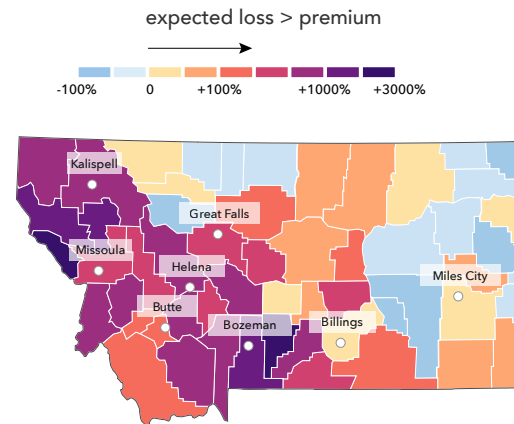 expected loss > premium
-100% 0 +100% +1000% +3000%
Kalispell
Great Falls
Missoula
Helena
Miles City
Butte
Bozeman
Billings